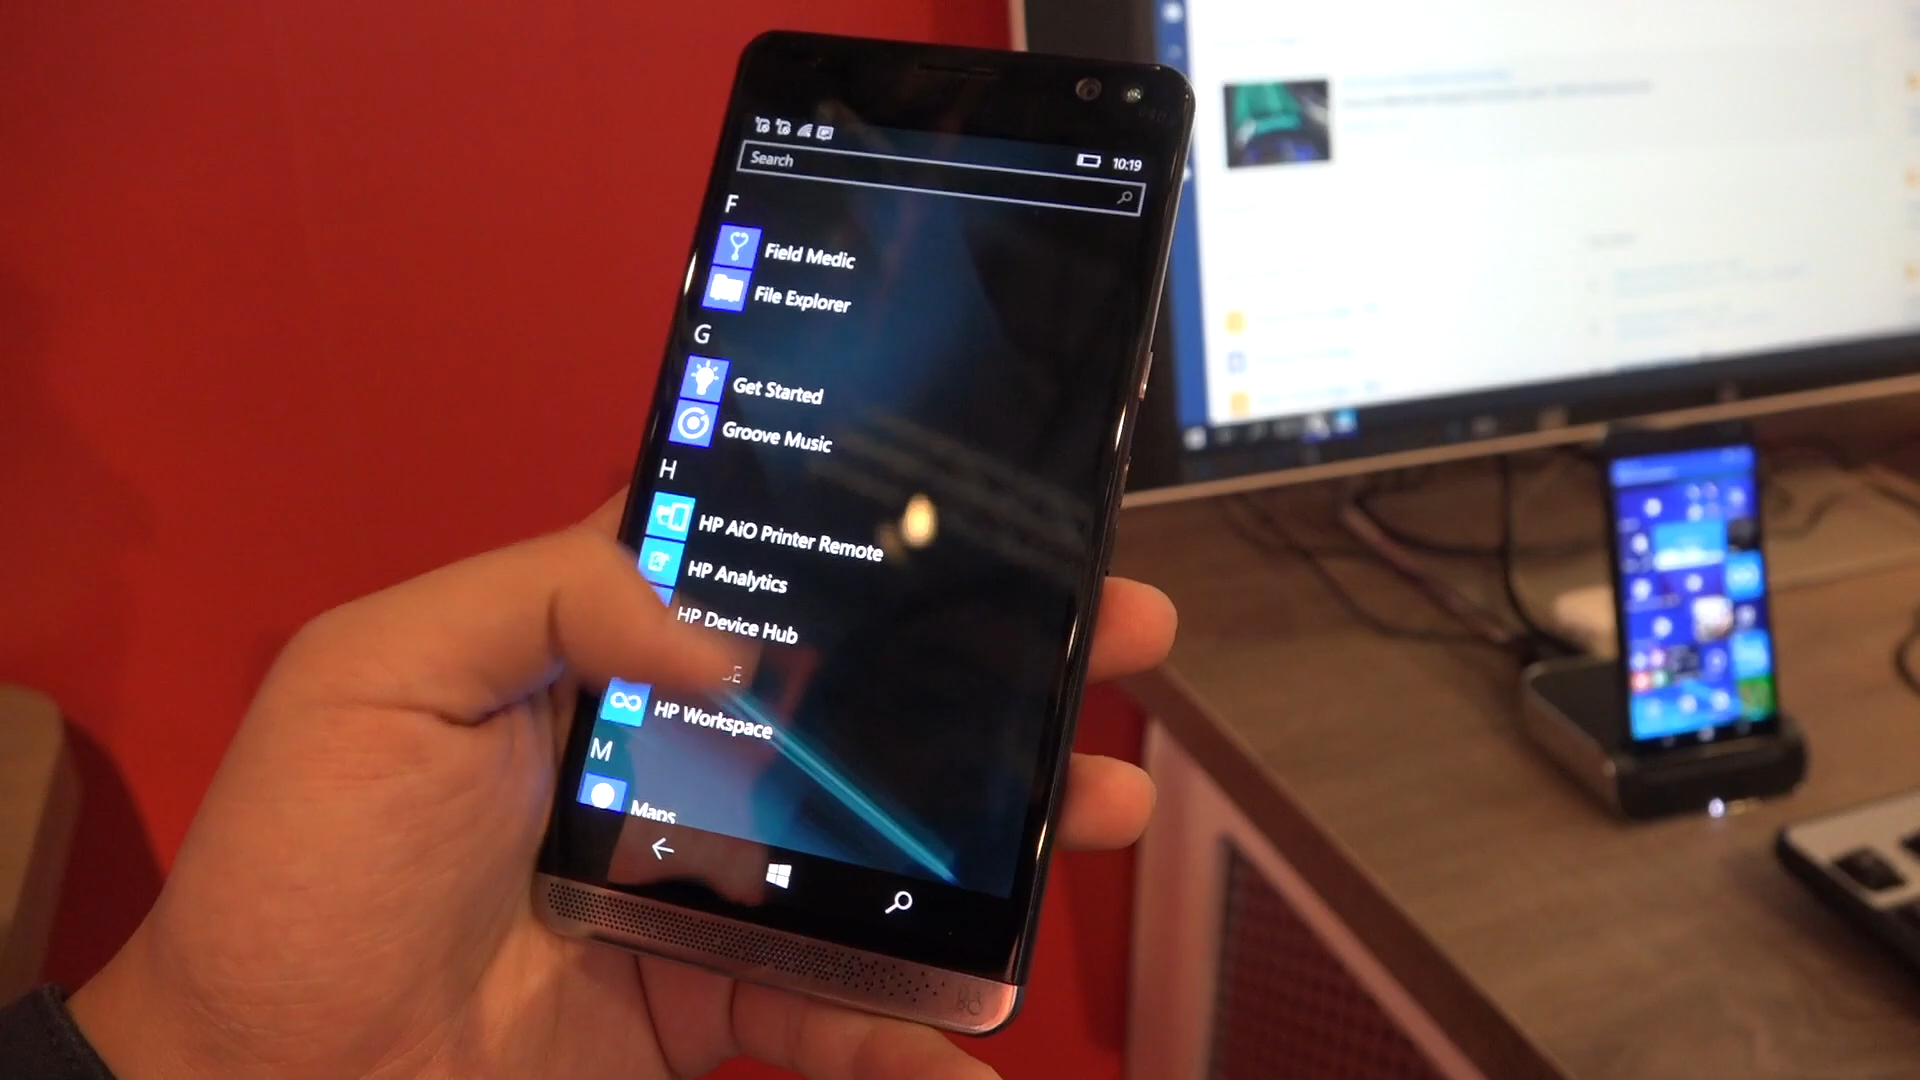 10:19
Search
F
Field Medic
File Explorer
G
Get Started
Groove Music
H
HP AiO Printer Remote
HP Analytics
HP Device Hub
HP Workspace
M
Maps